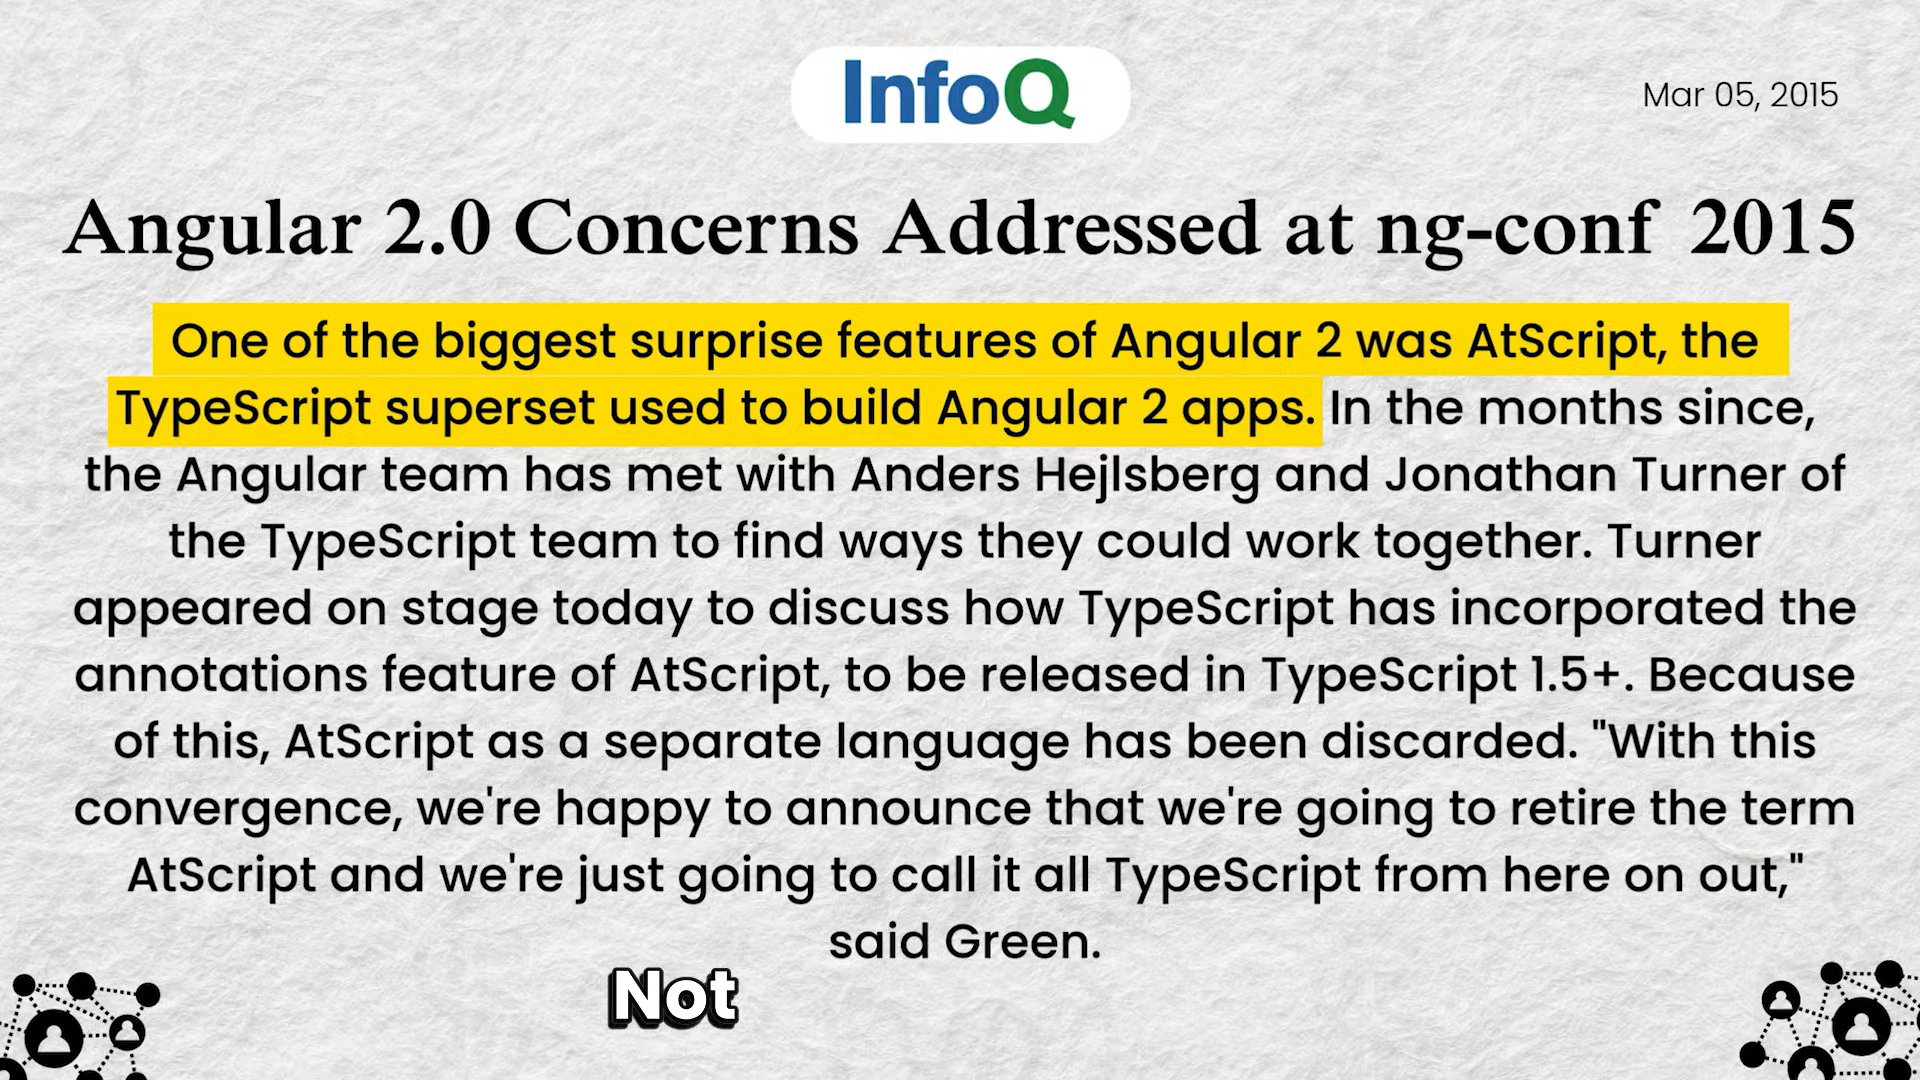 InfoQ
Mar 05, 2015
Angular 2.0 Concerns Addressed at ng-conf 2015
One of the biggest surprise features of Angular 2 was AtScript, the
TypeScript superset used to build Angular 2 apps. In the months since,
the Angular team has met with Anders Hejlsberg and Jonathan Turner of
the TypeScript team to find ways they could work together. Turner
appeared on stage today to discuss how TypeScript has incorporated the
annotations feature of AtScript, to be released in TypeScript 1.5+. Because
of this, AtScript as a separate language has been discarded. "With this
convergence, we're happy to announce that we're going to retire the term
AtScript and we're just going to call it all TypeScript from here on out,"
said Green.
Not